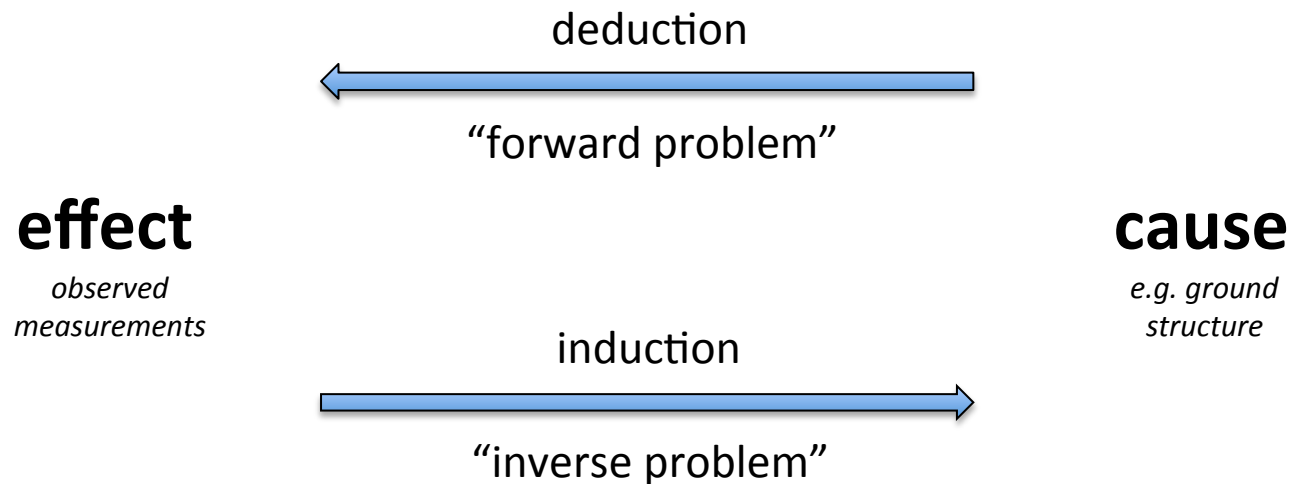 deduction
“forward problem”
effect
observed
measurements
cause
e.g. ground
structure
induction
“inverse problem”